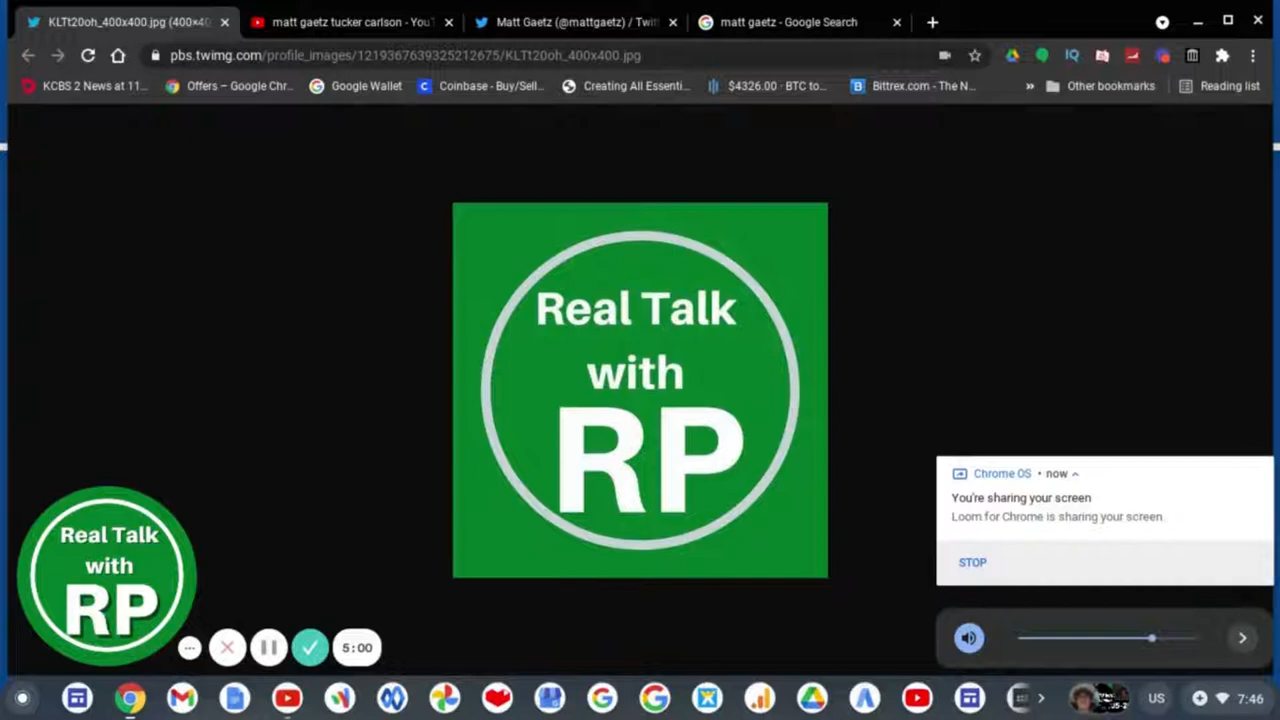 KLTt20oh_400x400.jpg (400×40
matt gaetz tucker carlson - You
Matt Gaetz (@mattgaetz) / Twitt
matt gaetz - Google Search
pbs.twimg.com/profile_images/1219367639325212675/KLTt20oh_400x400.jpg
KCBS 2 News at 11...
Offers – Google Chr...
Google Wallet
Coinbase - Buy/Sell...
Creating All Essenti...
$4326.00 · BTC to...
Bittrex.com - The N...
»
Other bookmarks
Reading list
Real Talk
with
RP
Chrome OS • now
You're sharing your screen
Loom for Chrome is sharing your screen
STOP
Real Talk
with
RP
5:00
US
7:46